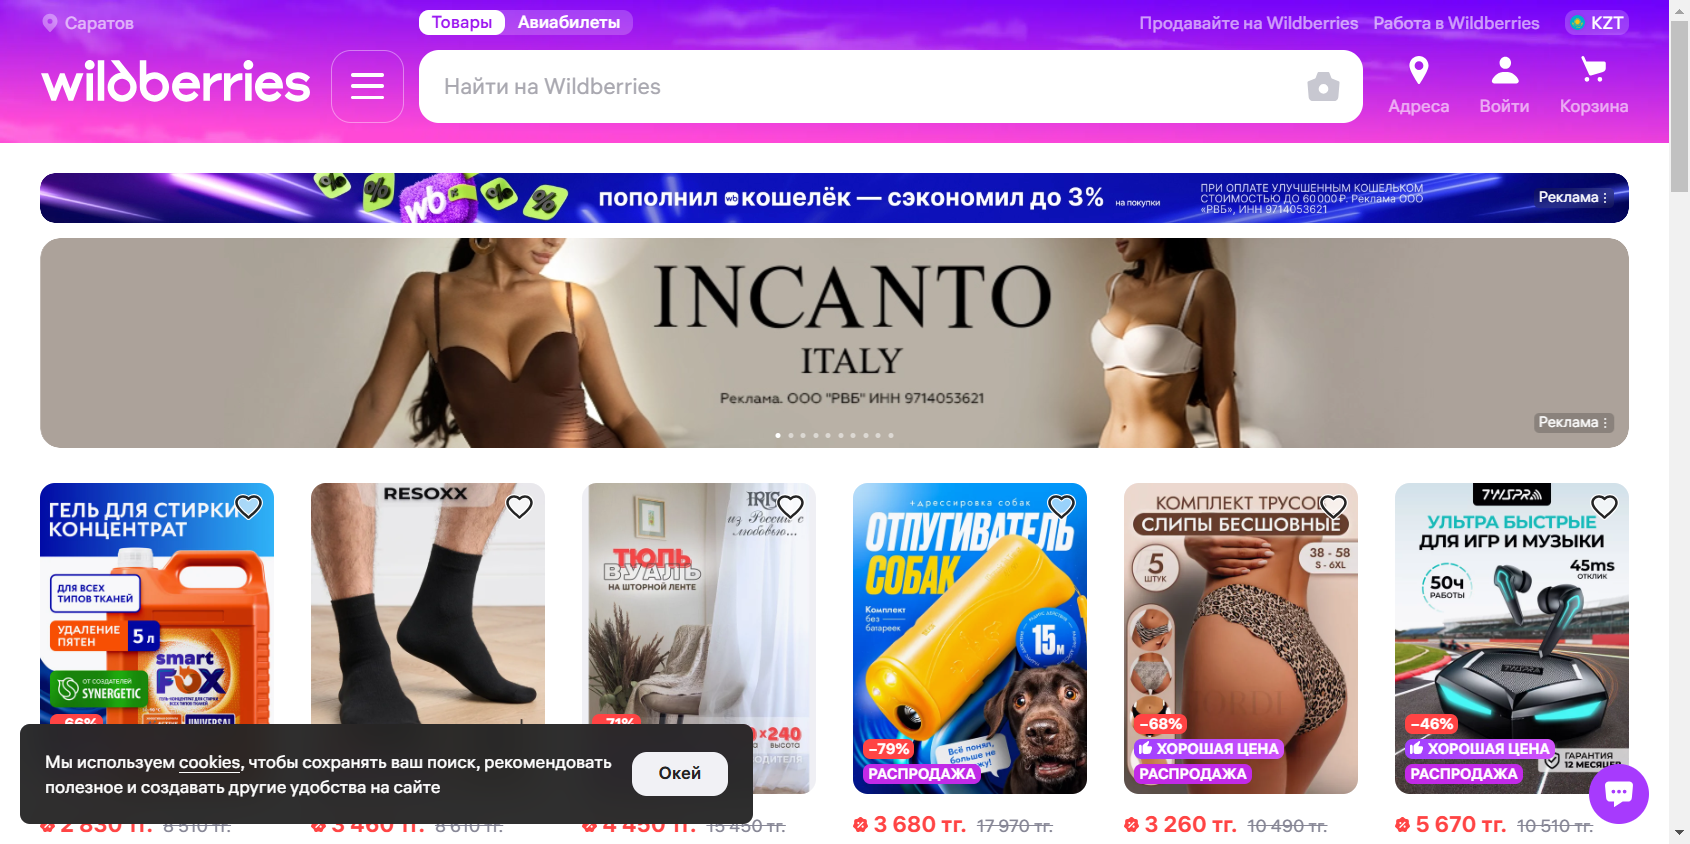 Саратов
Товары
Авиабилеты
Продавайте на Wildberries
Работа в Wildberries
KZT
wildberries
Найти на Wildberries
Адреса
Войти
Корзина
wb
пополнил wb кошелёк — сэкономил до 3%
на покупки
ПРИ ОПЛАТЕ УЛУЧШЕННЫМ КОШЕЛЬКОМ
СТОИМОСТЬЮ ДО 60 000 ₽. Реклама ООО
«РВБ», ИНН 9714053621
Реклама
INCANTO
ITALY
Реклама. ООО "РВБ" ИНН 9714053621
Реклама
ГЕЛЬ ДЛЯ СТИРКИ
КОНЦЕНТРАТ
ДЛЯ ВСЕХ
ТИПОВ ТКАНЕЙ
УДАЛЕНИЕ
ПЯТЕН
5 л
smart
FOX
ОТ СОЗДАТЕЛЕЙ
SYNERGETIC
UNIVERSAL
–66%
RESOXX
IRIS
из России с
любовью...
ТЮЛЬ
ВУАЛЬ
НА ШТОРНОЙ ЛЕНТЕ
–71%
x240
высота
+дрессировка собак
ОТПУГИВАТЕЛЬ
СОБАК
Комплект
без
батареек
15
М
Всё понял,
больше не
–79%
РАСПРОДАЖА
КОМПЛЕКТ ТРУСОВ
СЛИПЫ БЕСШОВНЫЕ
5
ШТУК
38 - 58
S - 6XL
–68%
ХОРОШАЯ ЦЕНА
РАСПРОДАЖА
УЛЬТРА БЫСТРЫЕ
ДЛЯ ИГР И МУЗЫКИ
50ч
РАБОТЫ
45ms
ОТКЛИК
–46%
ХОРОШАЯ ЦЕНА
РАСПРОДАЖА
ГАРАНТИЯ
12 МЕСЯЦЕВ
Мы используем cookies, чтобы сохранять ваш поиск, рекомендовать
полезное и создавать другие удобства на сайте
Окей
2 830 тг. 8 510 тг.
3 460 тг. 8 610 тг.
4 450 тг. 15 450 тг.
3 680 тг. 17 970 тг.
3 260 тг. 10 490 тг.
5 670 тг. 10 510 тг.